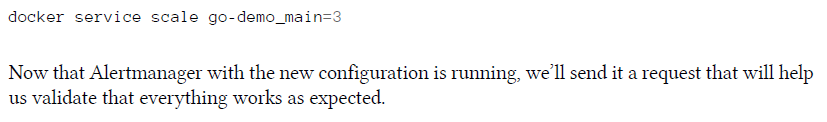 docker service scale go-demo_main=3
Now that Alertmanager with the new configuration is running, we’ll send it a request that will help
us validate that everything works as expected.